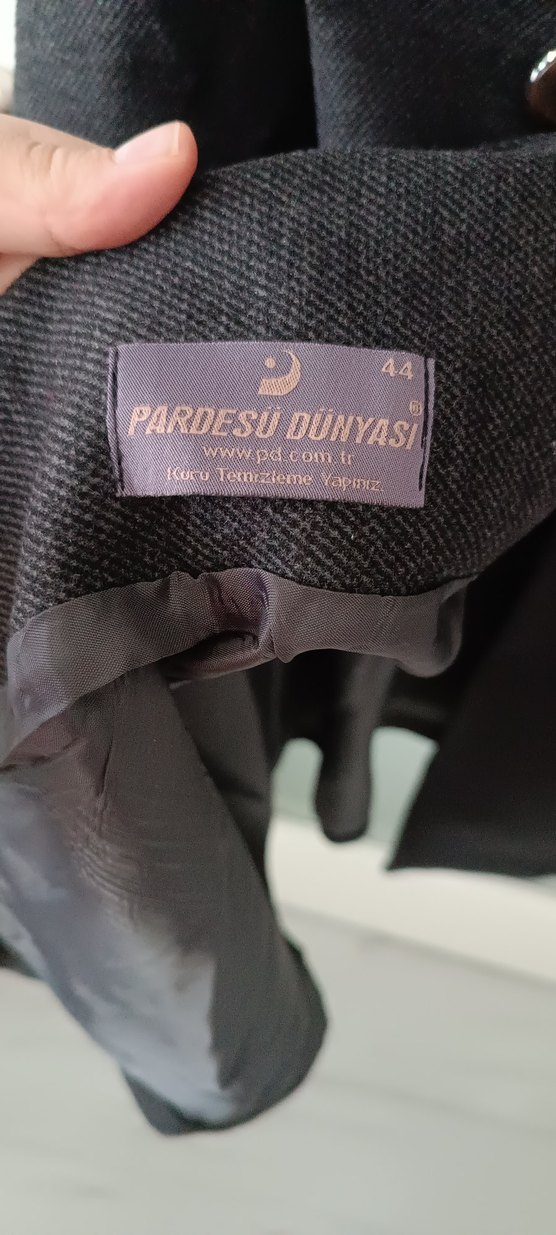 44
PARDESÜ DÜNYASI ®
www.pd.com.tr
Kuru Temizleme Yapınız